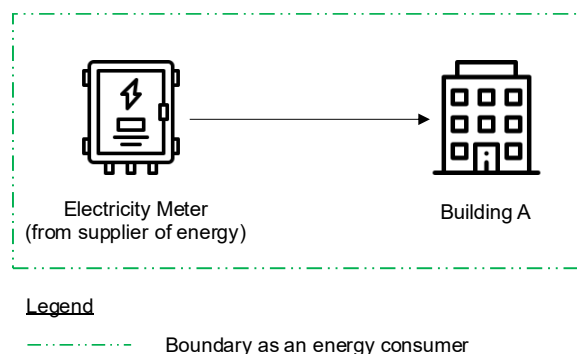 Electricity Meter
(from supplier of energy)
Building A
Legend
Boundary as an energy consumer